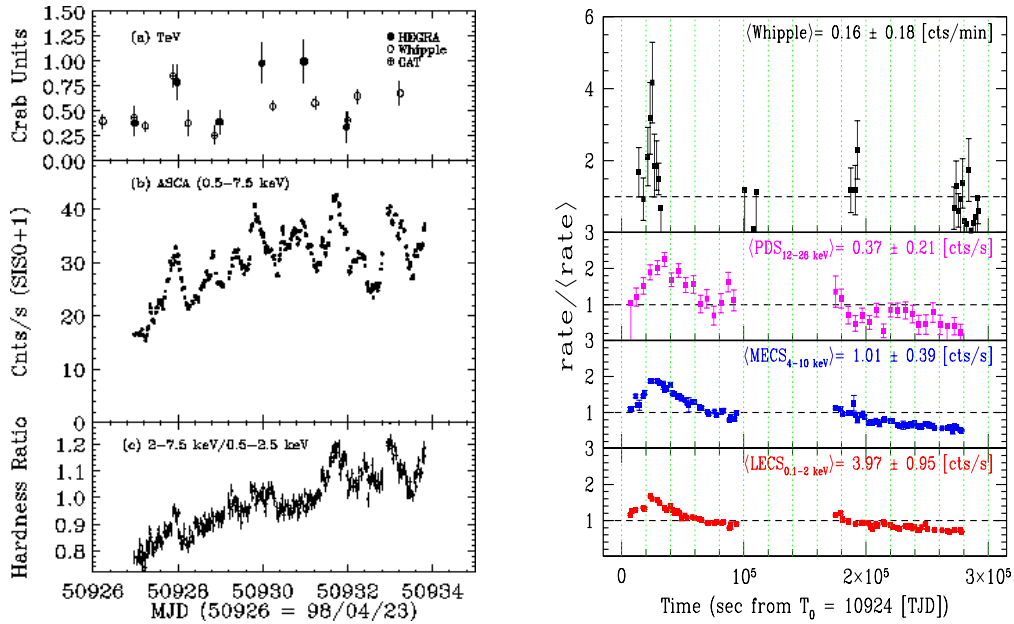 Crab Units
1.50
1.25
1.00
0.75
0.50
0.25
0.00
(a) TeV
HEGRA
Whipple
CAT
Cnts/s (SIS0+1)
40
30
20
10
0
(b) ASCA (0.5-7.5 keV)
Hardness Ratio
1.2
1.1
1.0
0.9
0.8
(c) 2-7.5 keV/0.5-2.5 keV
50926 50928 50930 50932 50934
MJD (50926 = 98/04/23)
rate/⟨rate⟩
6
4
2
3
2
1
3
2
1
3
2
1
⟨Whipple⟩= 0.16 ± 0.18 [cts/min]
⟨PDS12-26 keV⟩= 0.37 ± 0.21 [cts/s]
⟨MECS4-10 keV⟩= 1.01 ± 0.39 [cts/s]
⟨LECS0.1-2 keV⟩= 3.97 ± 0.95 [cts/s]
0 10⁵ 2×10⁵ 3×10⁵
Time (sec from T₀ = 10924 [TJD])